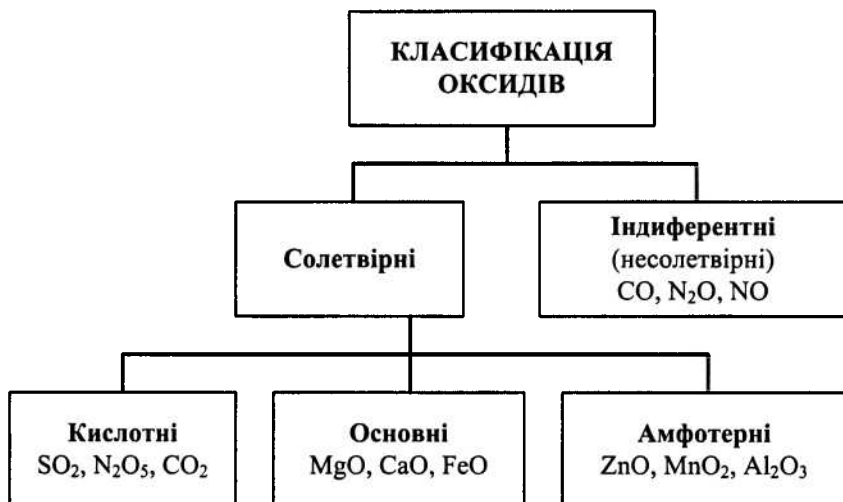 КЛАСИФІКАЦІЯ
ОКСИДІВ
Солетвірні
Індиферентні
(несолетвірні)
CO, N₂O, NO
Кислотні
SO₂, N₂O₅, CO₂
Основні
MgO, CaO, FeO
Амфотерні
ZnO, MnO₂, Al₂O₃